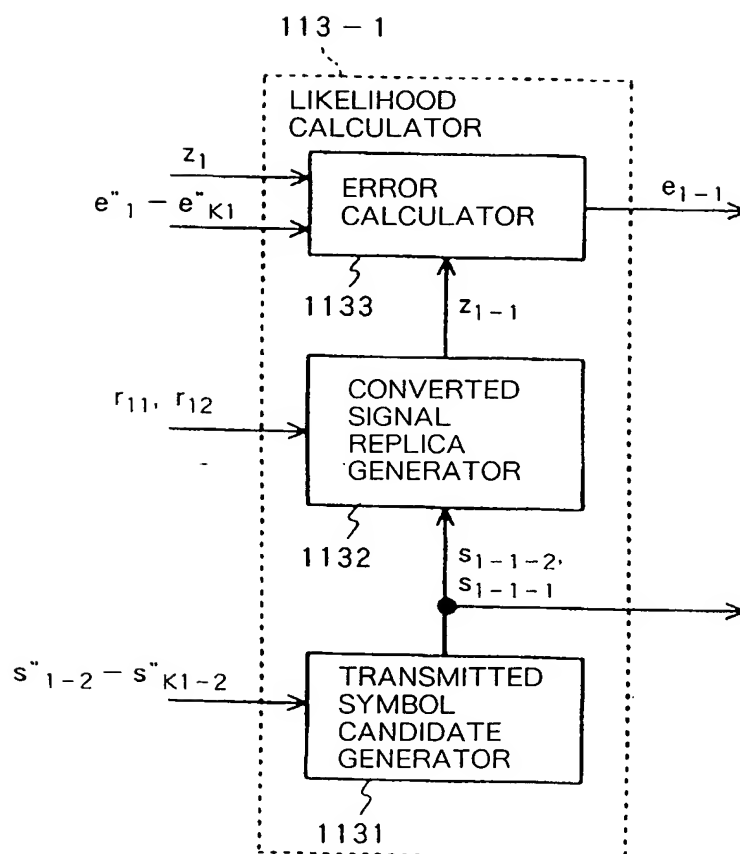 113-1
LIKELIHOOD
CALCULATOR
z₁
e"₁ – e"K1
ERROR
CALCULATOR
e₁₋₁
1133
z₁₋₁
r₁₁, r₁₂
CONVERTED
SIGNAL
REPLICA
GENERATOR
1132
s₁₋₁₋₂,
s₁₋₁₋₁
s"₁₋₂ – s"K1-2
TRANSMITTED
SYMBOL
CANDIDATE
GENERATOR
1131